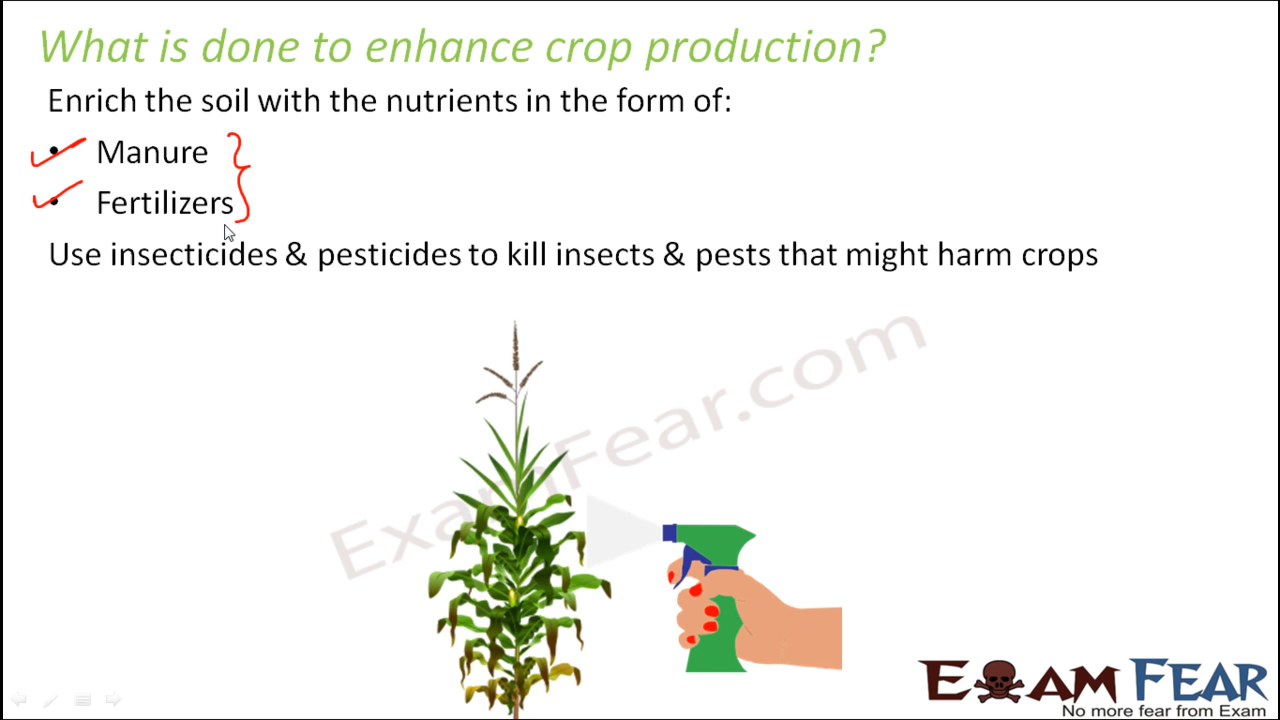 What is done to enhance crop production?
Enrich the soil with the nutrients in the form of:
• Manure
• Fertilizers
Use insecticides & pesticides to kill insects & pests that might harm crops
ExamFear.com
EXAM FEAR
No more fear from Exam